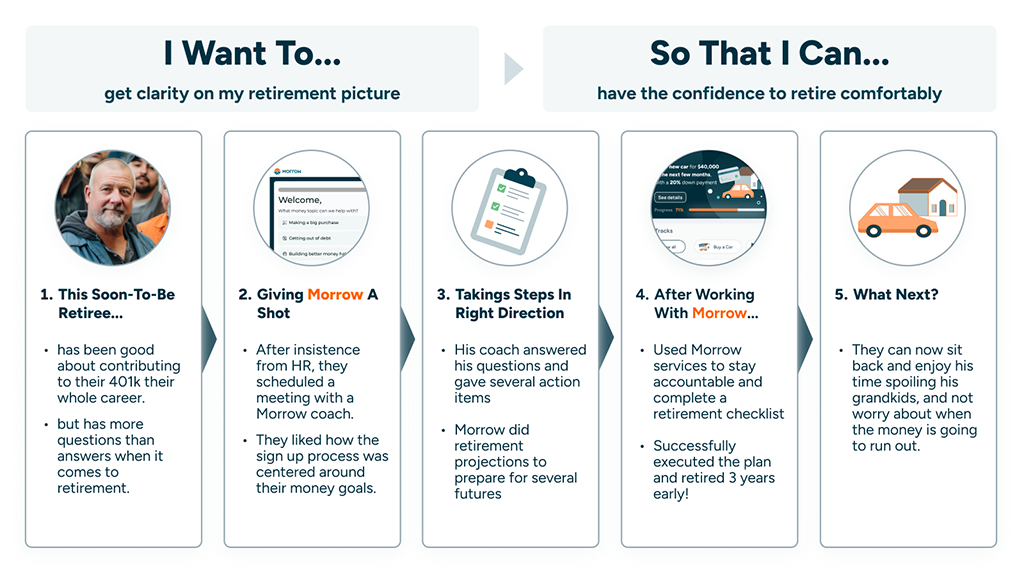 I Want To...
get clarity on my retirement picture
So That I Can...
have the confidence to retire comfortably
1. This Soon-To-Be
Retiree...
• has been good
about contributing
to their 401k their
whole career.
• but has more
questions than
answers when it
comes to
retirement.
MORROW
Welcome,
What money topic can we help with?
Making a big purchase
Getting out of debt
Building better money
2. Giving Morrow A
Shot
• After insistence
from HR, they
scheduled a
meeting with a
Morrow coach.
• They liked how the
sign up process was
centered around
their money goals.
3. Takings Steps In
Right Direction
• His coach answered
his questions and
gave several action
items
• Morrow did
retirement
projections to
prepare for several
futures
new car for $40,000
he next few months.
with a 20% down payment
See details
Progress 71%
Tracks
Buy a Car
4. After Working
With Morrow...
• Used Morrow
services to stay
accountable and
complete a
retirement checklist
• Successfully
executed the plan
and retired 3 years
early!
5. What Next?
• They can now sit
back and enjoy his
time spoiling his
grandkids, and not
worry about when
the money is going
to run out.